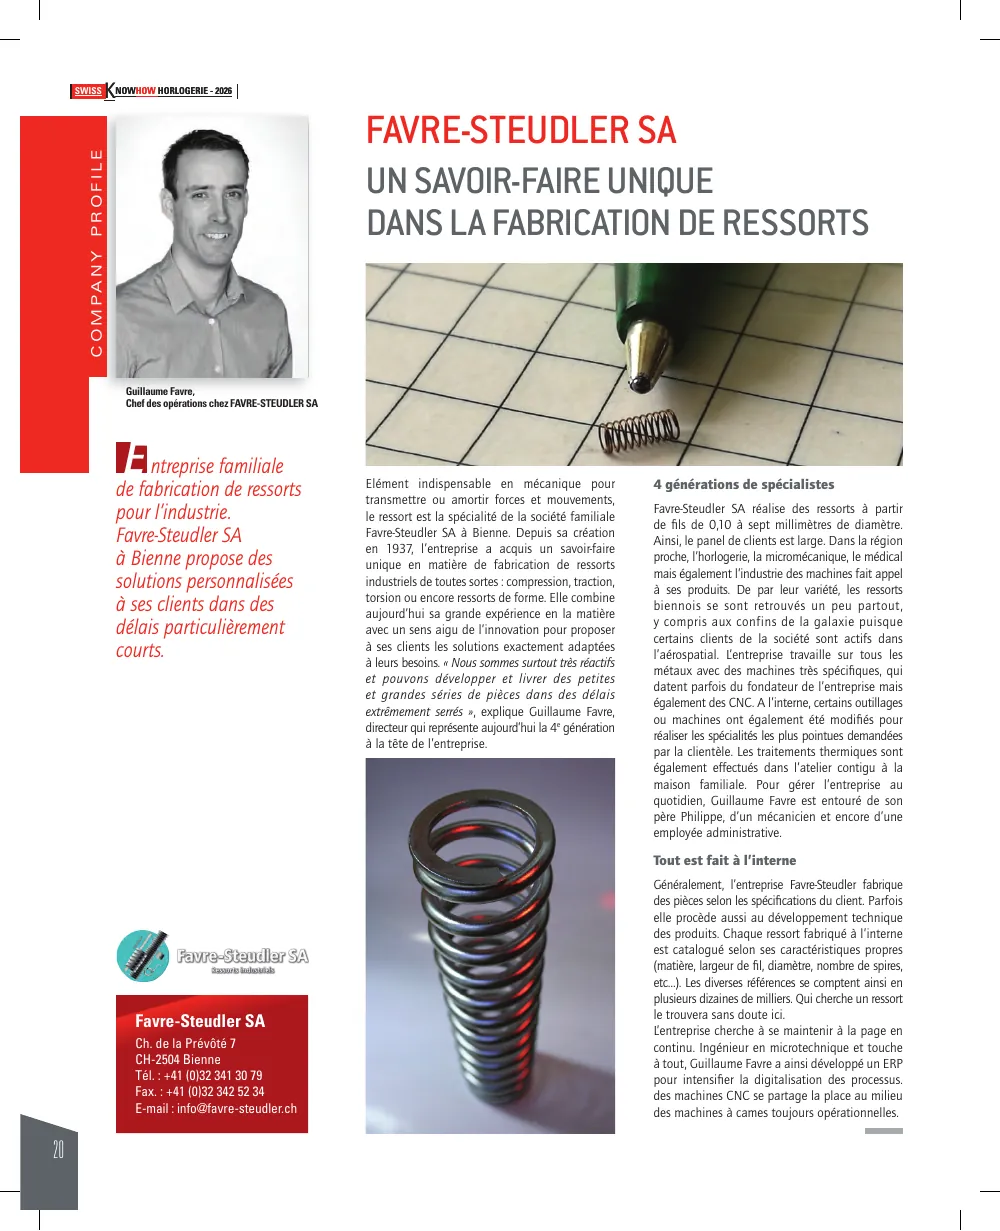 SWISS KNOWHOW HORLOGERIE - 2026
COMPANY PROFILE
Guillaume Favre,
Chef des opérations chez FAVRE-STEUDLER SA
Entreprise familiale
de fabrication de ressorts
pour l'industrie.
Favre-Steudler SA
à Bienne propose des
solutions personnalisées
à ses clients dans des
délais particulièrement
courts.
Favre-Steudler SA
Ressorts industriels
Favre-Steudler SA
Ch. de la Prévôté 7
CH-2504 Bienne
Tél. : +41 (0)32 341 30 79
Fax. : +41 (0)32 342 52 34
E-mail : info@favre-steudler.ch
20
FAVRE-STEUDLER SA
UN SAVOIR-FAIRE UNIQUE
DANS LA FABRICATION DE RESSORTS
Elément indispensable en mécanique pour
transmettre ou amortir forces et mouvements,
le ressort est la spécialité de la société familiale
Favre-Steudler SA à Bienne. Depuis sa création
en 1937, l'entreprise a acquis un savoir-faire
unique en matière de fabrication de ressorts
industriels de toutes sortes : compression, traction,
torsion ou encore ressorts de forme. Elle combine
aujourd'hui sa grande expérience en la matière
avec un sens aigu de l'innovation pour proposer
à ses clients les solutions exactement adaptées
à leurs besoins. « Nous sommes surtout très réactifs
et pouvons développer et livrer des petites
et grandes séries de pièces dans des délais
extrêmement serrés », explique Guillaume Favre,
directeur qui représente aujourd'hui la 4e génération
à la tête de l'entreprise.
4 générations de spécialistes
Favre-Steudler SA réalise des ressorts à partir
de fils de 0,10 à sept millimètres de diamètre.
Ainsi, le panel de clients est large. Dans la région
proche, l'horlogerie, la micromécanique, le médical
mais également l'industrie des machines fait appel
à ses produits. De par leur variété, les ressorts
biennois se sont retrouvés un peu partout,
y compris aux confins de la galaxie puisque
certains clients de la société sont actifs dans
l'aérospatial. L'entreprise travaille sur tous les
métaux avec des machines très spécifiques, qui
datent parfois du fondateur de l'entreprise mais
également des CNC. A l'interne, certains outillages
ou machines ont également été modifiés pour
réaliser les spécialités les plus pointues demandées
par la clientèle. Les traitements thermiques sont
également effectués dans l'atelier contigu à la
maison familiale. Pour gérer l'entreprise au
quotidien, Guillaume Favre est entouré de son
père Philippe, d'un mécanicien et encore d'une
employée administrative.
Tout est fait à l'interne
Généralement, l'entreprise Favre-Steudler fabrique
des pièces selon les spécifications du client. Parfois
elle procède aussi au développement technique
des produits. Chaque ressort fabriqué à l'interne
est catalogué selon ses caractéristiques propres
(matière, largeur de fil, diamètre, nombre de spires,
etc...). Les diverses références se comptent ainsi en
plusieurs dizaines de milliers. Qui cherche un ressort
le trouvera sans doute ici.
L'entreprise cherche à se maintenir à la page en
continu. Ingénieur en microtechnique et touche
à tout, Guillaume Favre a ainsi développé un ERP
pour intensifier la digitalisation des processus.
des machines CNC se partage la place au milieu
des machines à cames toujours opérationnelles.